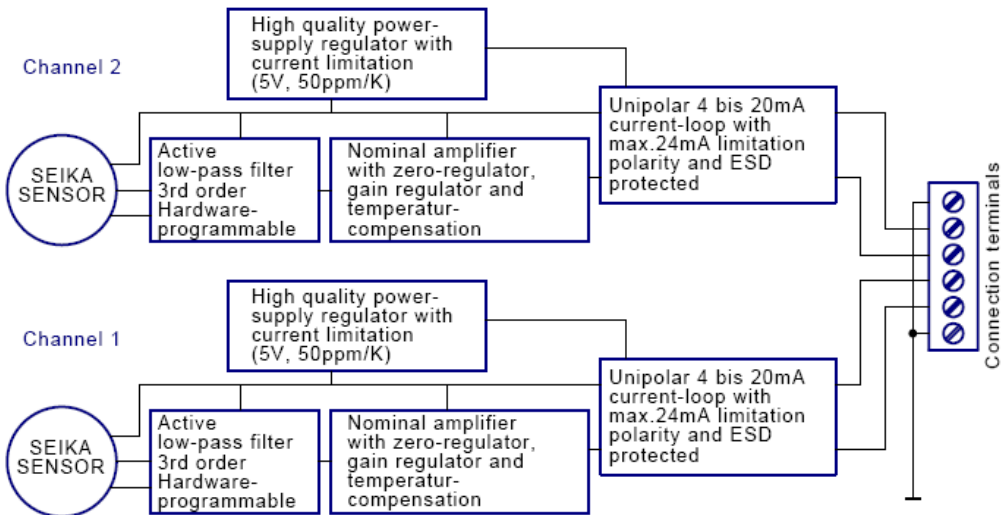 Channel 2
High quality power-
supply regulator with
current limitation
(5V, 50ppm/K)
SEIKA
SENSOR
Active
low-pass filter
3rd order
Hardware-
programmable
Nominal amplifier
with zero-regulator,
gain regulator and
temperatur-
compensation
Unipolar 4 bis 20mA
current-loop with
max.24mA limitation
polarity and ESD
protected
Channel 1
High quality power-
supply regulator with
current limitation
(5V, 50ppm/K)
SEIKA
SENSOR
Active
low-pass filter
3rd order
Hardware-
programmable
Nominal amplifier
with zero-regulator,
gain regulator and
temperatur-
compensation
Unipolar 4 bis 20mA
current-loop with
max.24mA limitation
polarity and ESD
protected
Connection terminals